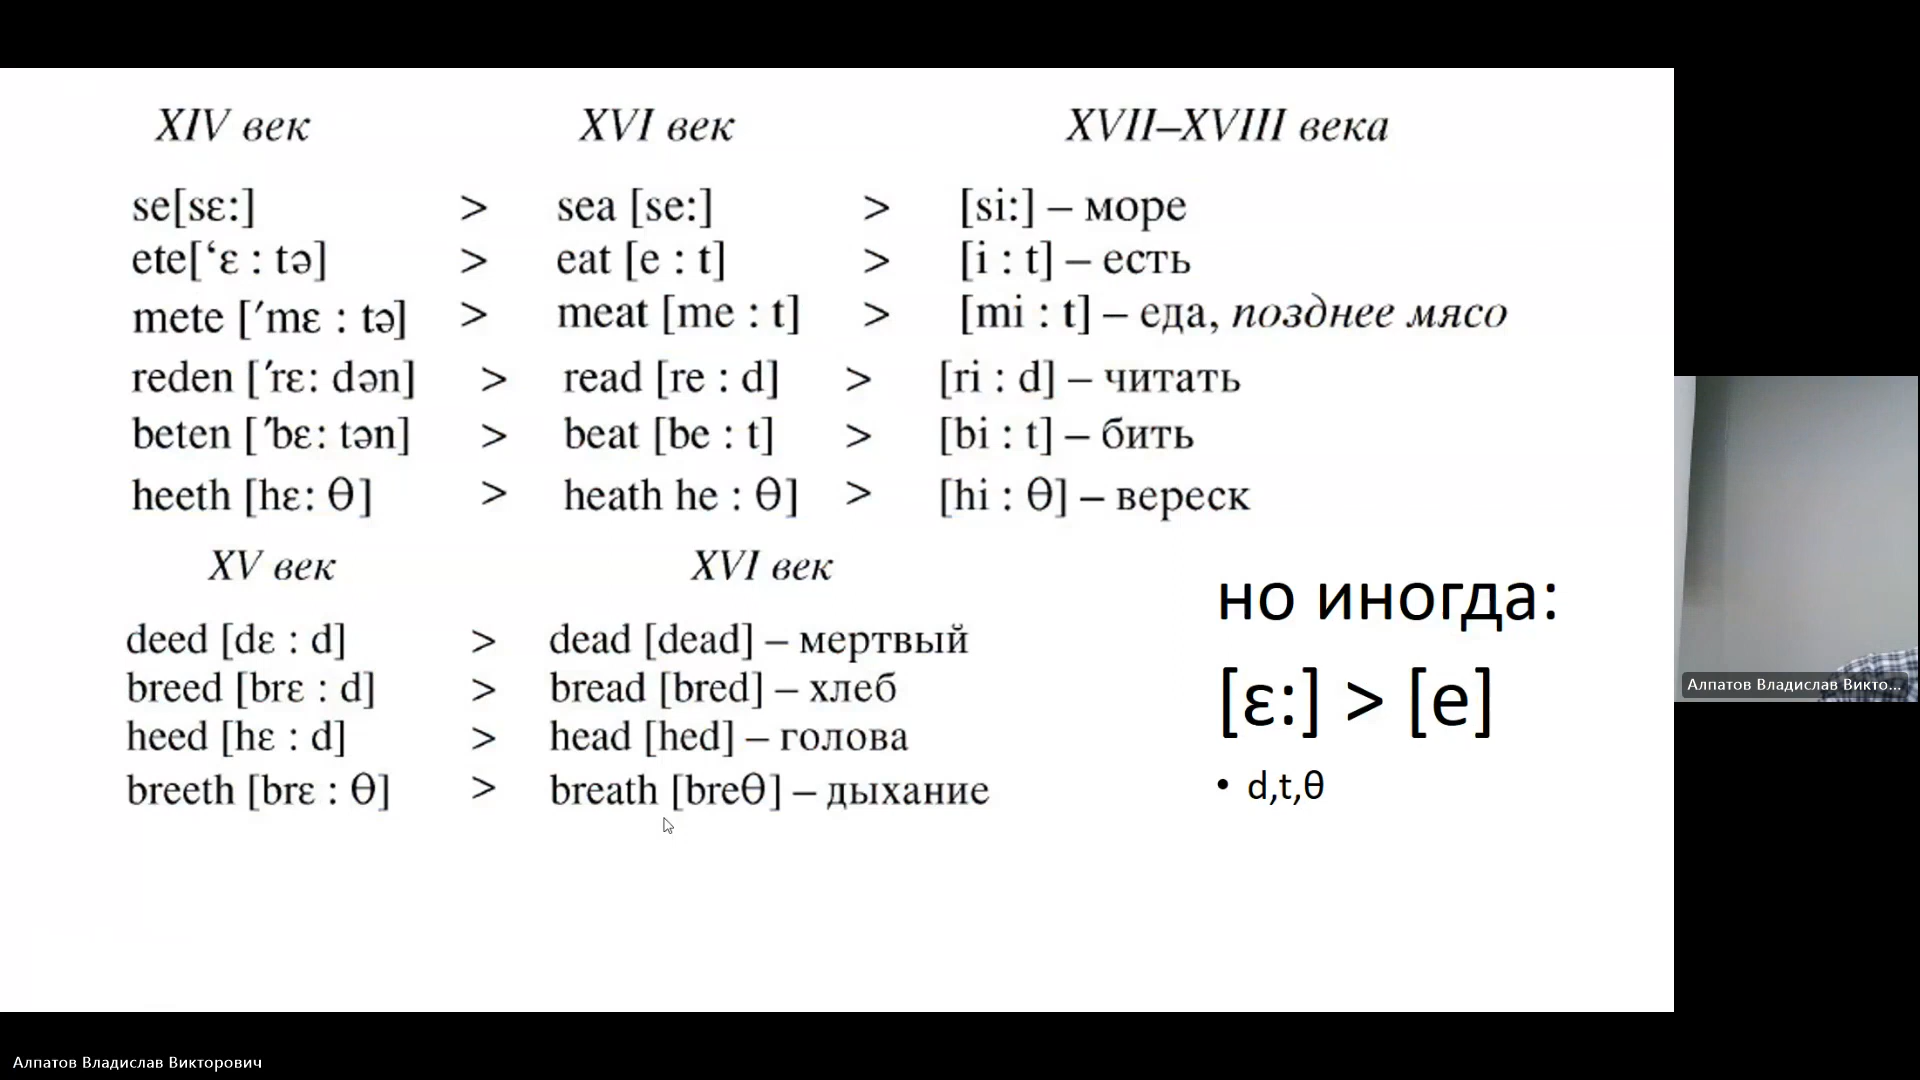 XIV век XVI век XVII–XVIII века
se[sɛ:] > sea [se:] > [si:] – море
ete[‘ɛ : tə] > eat [e : t] > [i : t] – есть
mete [′mɛ : tə] > meat [me : t] > [mi : t] – еда, позднее мясо
reden [′rɛ: dən] > read [re : d] > [ri : d] – читать
beten [′bɛ: tən] > beat [be : t] > [bi : t] – бить
heeth [hɛ: θ] > heath he : θ] > [hi : θ] – вереск
XV век XVI век
deed [dɛ : d] > dead [dead] – мертвый
breed [brɛ : d] > bread [bred] – хлеб
heed [hɛ : d] > head [hed] – голова
breeth [brɛ : θ] > breath [breθ] – дыхание
но иногда:
[ɛ:] > [e]
• d,t,θ
Алпатов Владислав Викто...
Алпатов Владислав Викторович